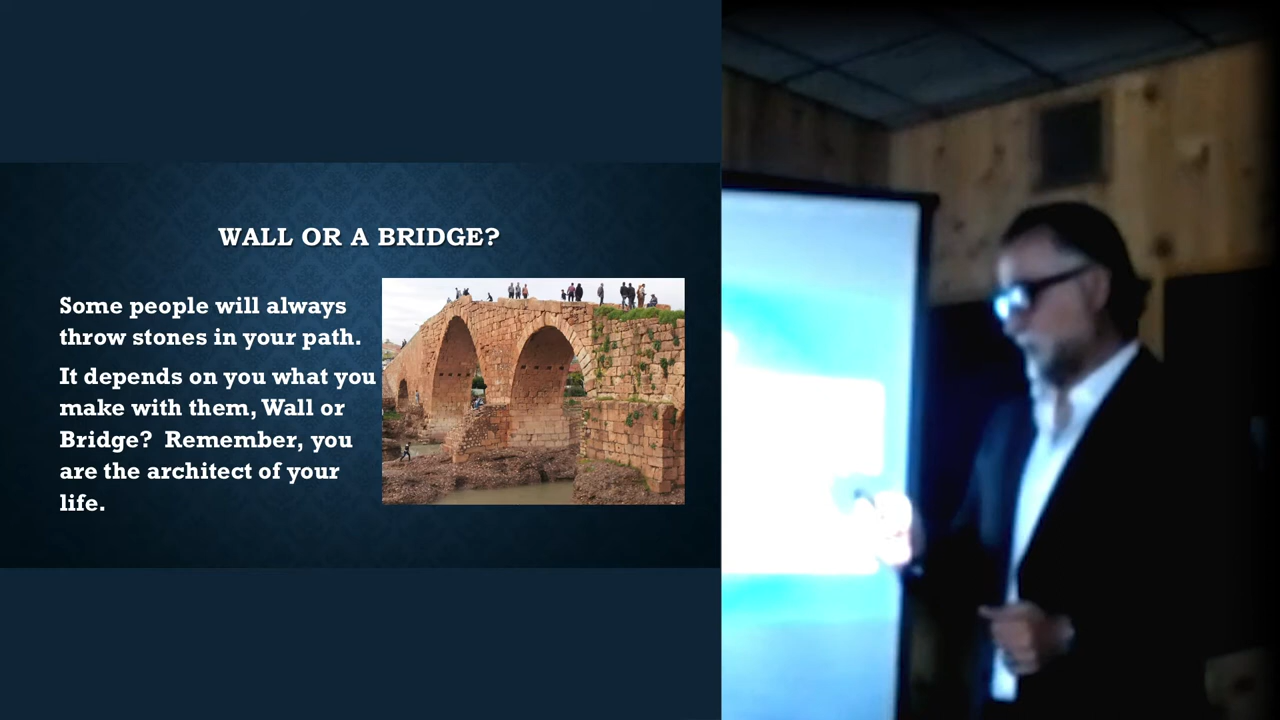 WALL OR A BRIDGE?
Some people will always
throw stones in your path.
It depends on you what you
make with them, Wall or
Bridge?  Remember, you
are the architect of your
life.